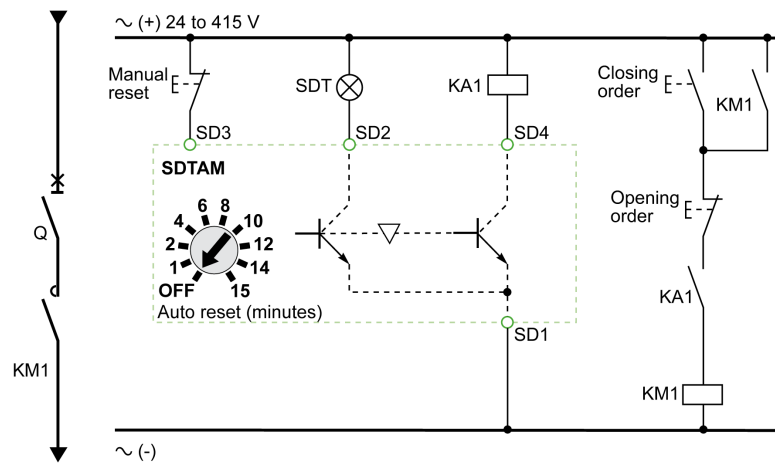 ∼ (+) 24 to 415 V
Manual
reset
SDT
KA1
Closing
order
KM1
SD3
SD2
SD4
SDTAM
Q
OFF
1
2
4
6
8
10
12
14
15
Auto reset (minutes)
SD1
Opening
order
KA1
KM1
KM1
∼ (-)